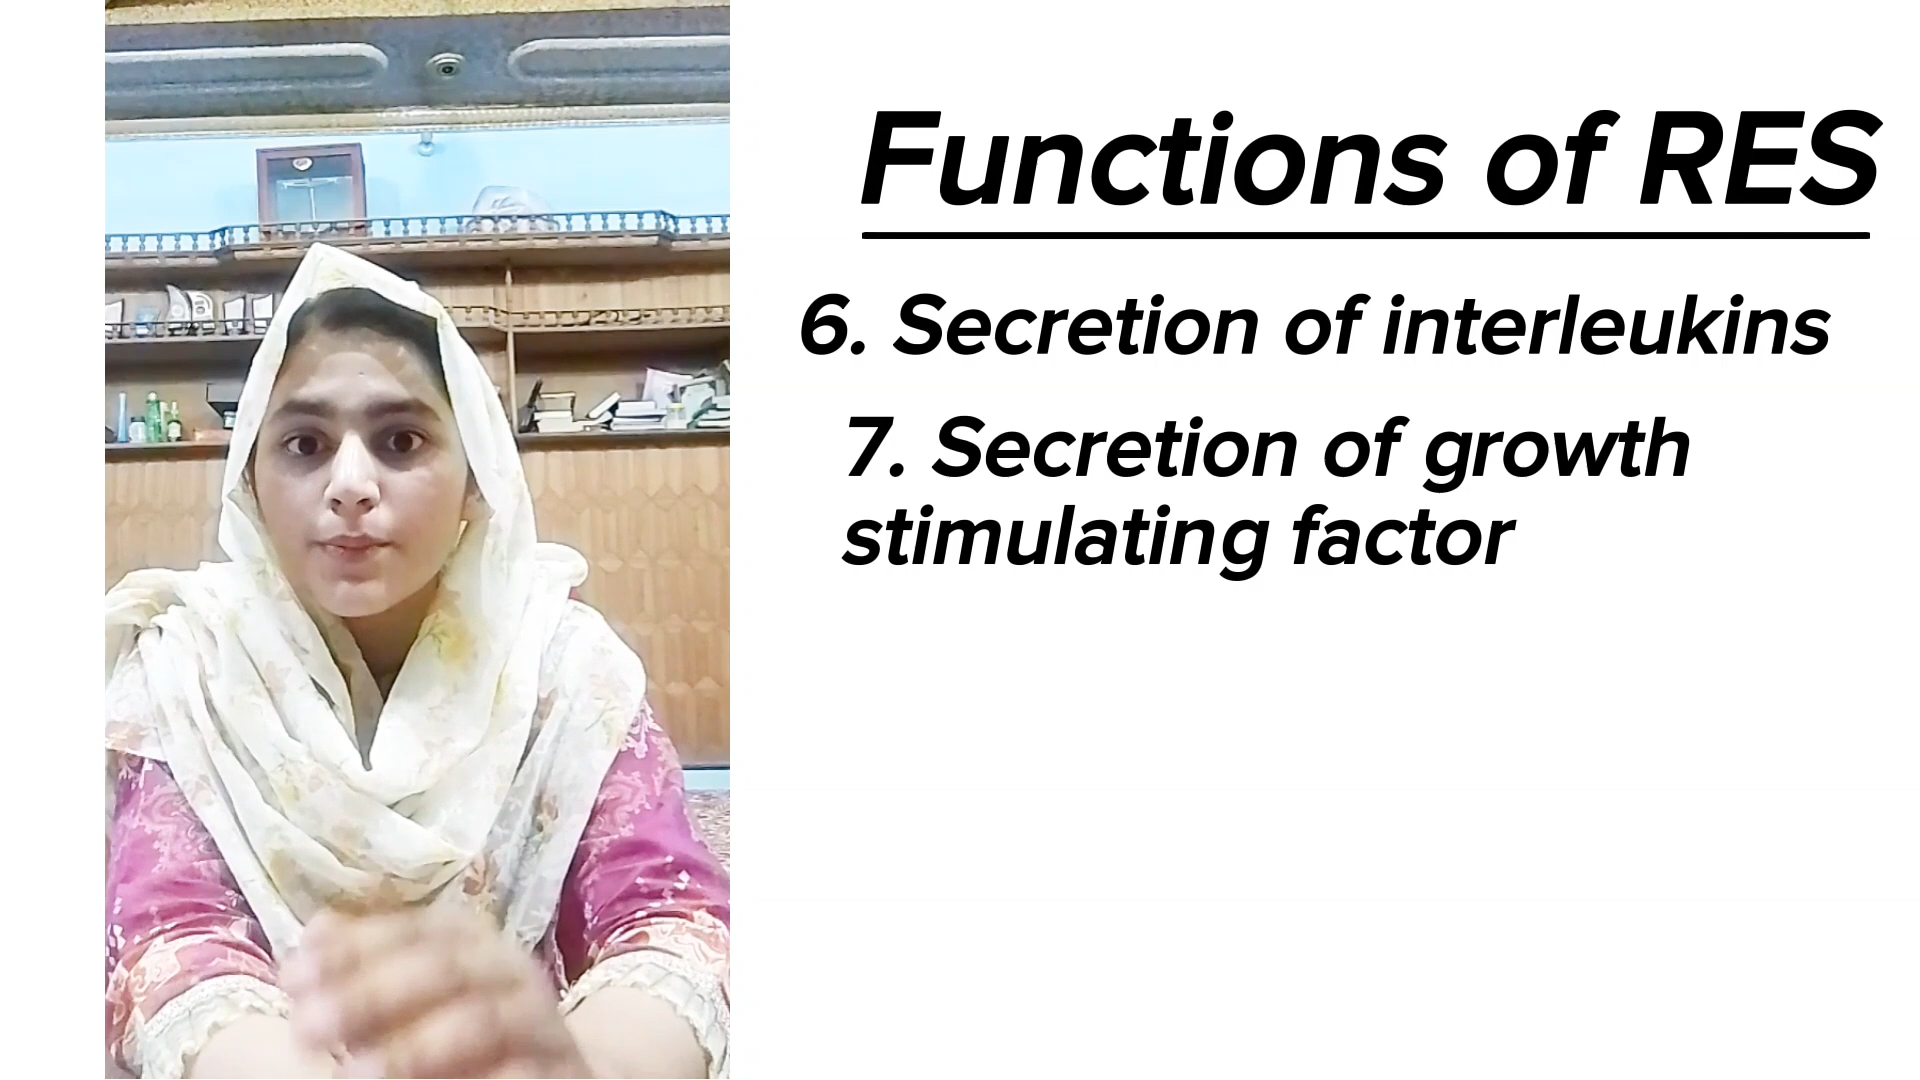 Functions of RES
6. Secretion of interleukins
7. Secretion of growth
stimulating factor